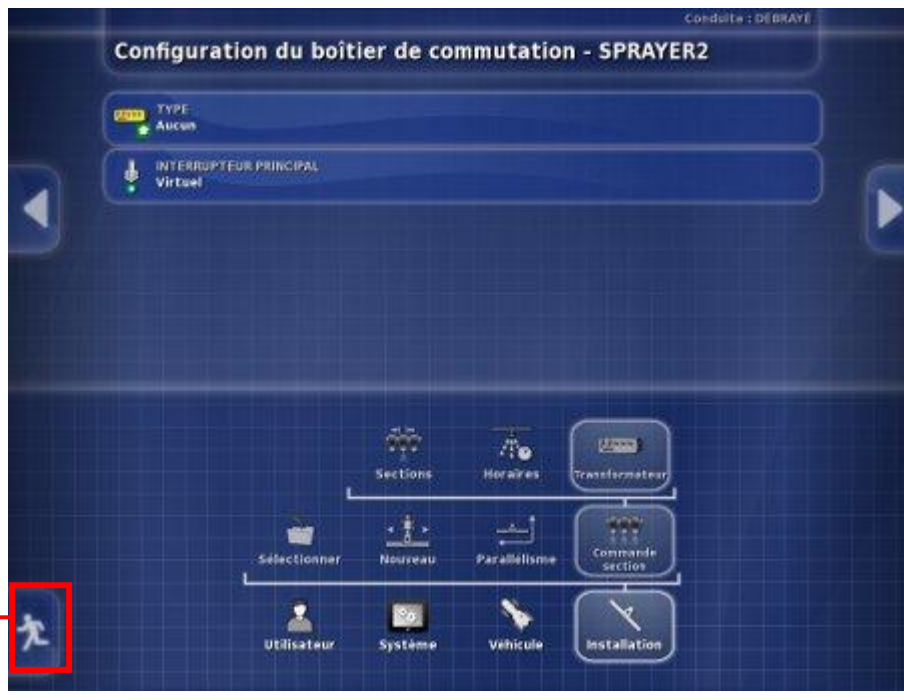 Conduite : DÉBRAYÉ
Configuration du boîtier de commutation - SPRAYER2
TYPE
Aucun
INTERRUPTEUR PRINCIPAL
Virtuel
Sections Horaires Transformateur
Sélectionner Nouveau Parallélisme Commande
section
Utilisateur Système Véhicule Installation